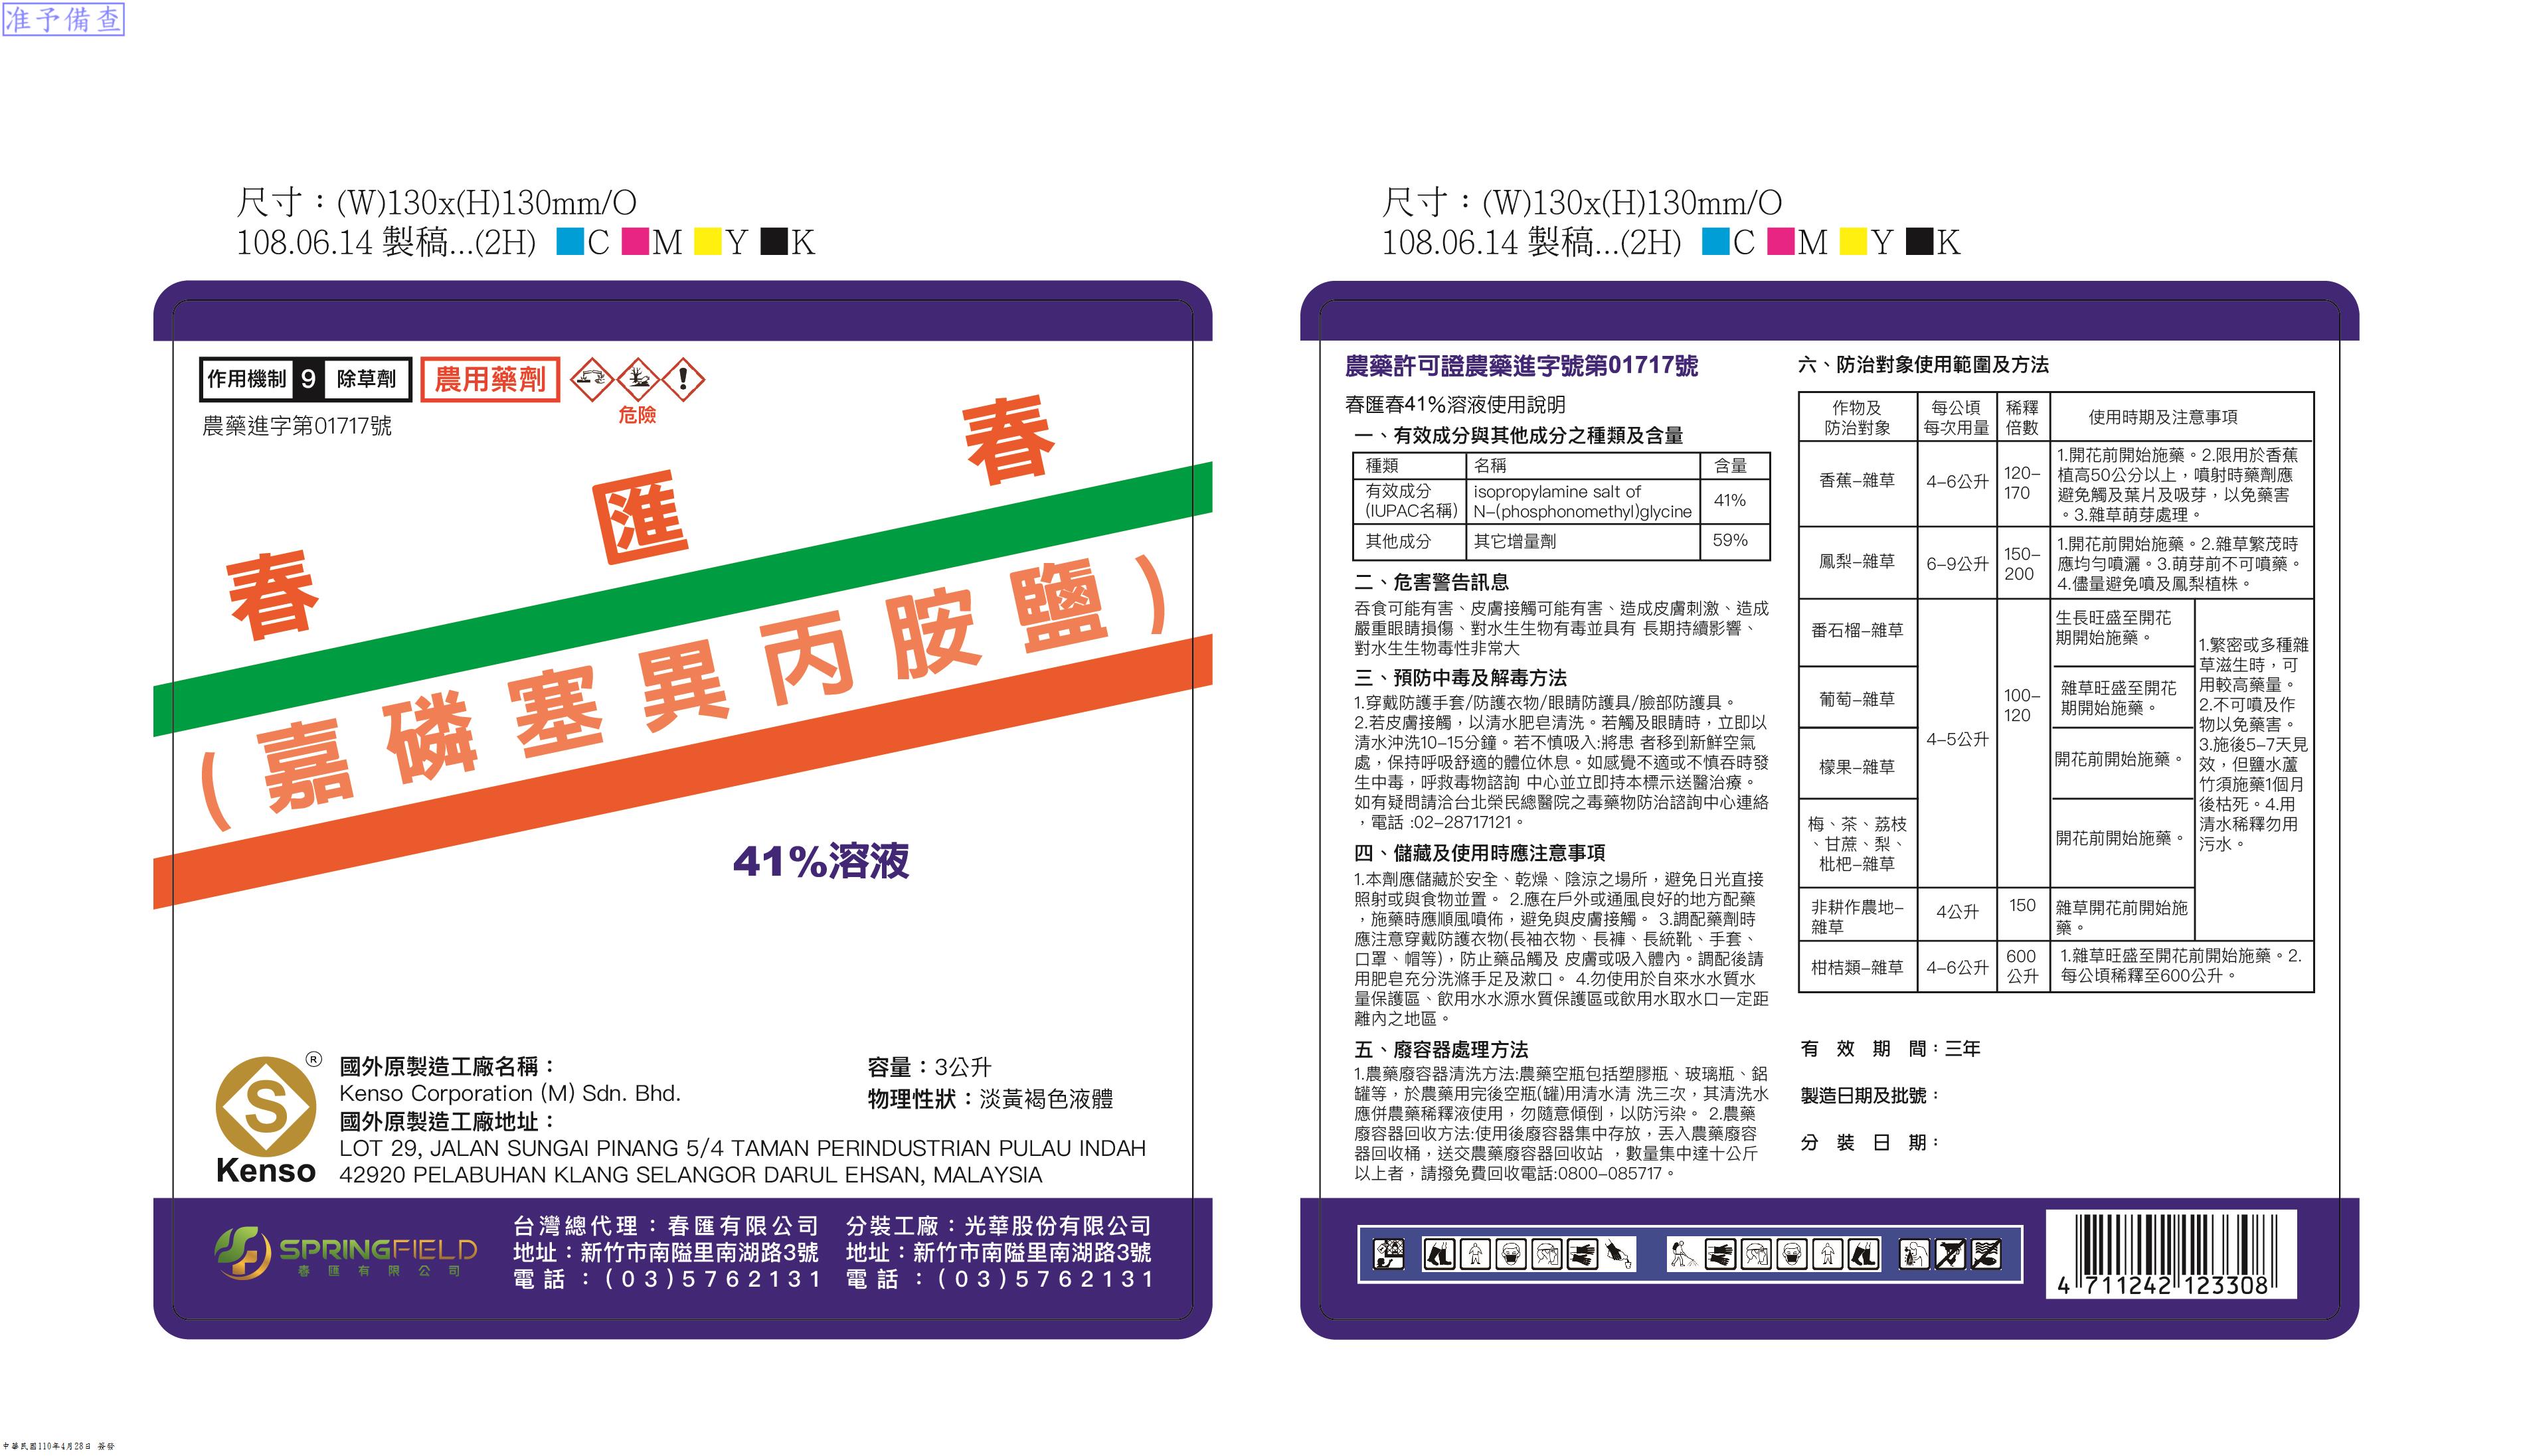 准予備查
尺寸：(W)130x(H)130mm/O
108.06.14 製稿...(2H) C M Y K
作用機制 9 除草劑
農用藥劑
危險
農藥進字第01717號
春 匯 春
(嘉磷塞異丙胺鹽)
41%溶液
® 
Kenso
國外原製造工廠名稱：
Kenso Corporation (M) Sdn. Bhd.
國外原製造工廠地址：
LOT 29, JALAN SUNGAI PINANG 5/4 TAMAN PERINDUSTRIAN PULAU INDAH
42920 PELABUHAN KLANG SELANGOR DARUL EHSAN, MALAYSIA
容量：3公升
物理性狀：淡黃褐色液體
SPRINGFIELD
春匯有限公司
台灣總代理：春匯有限公司
地址：新竹市南隘里南湖路3號
電話：(03)5762131
分裝工廠：光華股份有限公司
地址：新竹市南隘里南湖路3號
電話：(03)5762131
尺寸：(W)130x(H)130mm/O
108.06.14 製稿...(2H) C M Y K
農藥許可證農藥進字號第01717號
春匯春41%溶液使用說明
一、有效成分與其他成分之種類及含量
種類 名稱 含量
有效成分
(IUPAC名稱)
isopropylamine salt of
N-(phosphonomethyl)glycine
41%
其他成分 其它增量劑 59%
二、危害警告訊息
吞食可能有害、皮膚接觸可能有害、造成皮膚刺激、造成
嚴重眼睛損傷、對水生生物有毒並具有 長期持續影響、
對水生生物毒性非常大
三、預防中毒及解毒方法
1.穿戴防護手套/防護衣物/眼睛防護具/臉部防護具。
2.若皮膚接觸，以清水肥皂清洗。若觸及眼睛時，立即以
清水沖洗10-15分鐘。若不慎吸入:將患 者移到新鮮空氣
處，保持呼吸舒適的體位休息。如感覺不適或不慎吞時發
生中毒，呼救毒物諮詢 中心並立即持本標示送醫治療。
如有疑問請洽台北榮民總醫院之毒藥物防治諮詢中心連絡
，電話 :02-28717121。
四、儲藏及使用時應注意事項
1.本劑應儲藏於安全、乾燥、陰涼之場所，避免日光直接
照射或與食物並置。 2.應在戶外或通風良好的地方配藥
，施藥時應順風噴佈，避免與皮膚接觸。 3.調配藥劑時
應注意穿戴防護衣物(長袖衣物、長褲、長統靴、手套、
口罩、帽等)，防止藥品觸及 皮膚或吸入體內。調配後請
用肥皂充分洗滌手足及漱口。 4.勿使用於自來水水質水
量保護區、飲用水水源水質保護區或飲用水取水口一定距
離內之地區。
五、廢容器處理方法
1.農藥廢容器清洗方法:農藥空瓶包括塑膠瓶、玻璃瓶、鋁
罐等，於農藥用完後空瓶(罐)用清水清 洗三次，其清洗水
應併農藥稀釋液使用，勿隨意傾倒，以防污染。 2.農藥
廢容器回收方法:使用後廢容器集中存放，丟入農藥廢容
器回收桶，送交農藥廢容器回收站 ，數量集中達十公斤
以上者，請撥免費回收電話:0800-085717。
六、防治對象使用範圍及方法
作物及
防治對象
每公頃
每次用量
稀釋
倍數
使用時期及注意事項
香蕉-雜草
4-6公升
120-
170
1.開花前開始施藥。2.限用於香蕉
植高50公分以上，噴射時藥劑應
避免觸及葉片及吸芽，以免藥害
。3.雜草萌芽處理。
鳳梨-雜草
6-9公升
150-
200
1.開花前開始施藥。2.雜草繁茂時
應均勻噴灑。3.萌芽前不可噴藥。
4.儘量避免噴及鳳梨植株。
番石榴-雜草
生長旺盛至開花
期開始施藥。
葡萄-雜草
雜草旺盛至開花
期開始施藥。
4-5公升
100-
120
檬果-雜草
開花前開始施藥。
梅、茶、荔枝
、甘蔗、梨、
枇杷-雜草
開花前開始施藥。
1.繁密或多種雜
草滋生時，可
用較高藥量。
2.不可噴及作
物以免藥害。
3.施後5-7天見
效，但鹽水蘆
竹須施藥1個月
後枯死。4.用
清水稀釋勿用
污水。
非耕作農地-
雜草
4公升
150
雜草開花前開始施
藥。
柑桔類-雜草
4-6公升
600
公升
1.雜草旺盛至開花前開始施藥。2.
每公頃稀釋至600公升。
有效期間：三年
製造日期及批號：
分裝日期：
4 711242 123308
中華民國110年4月28日 簽發